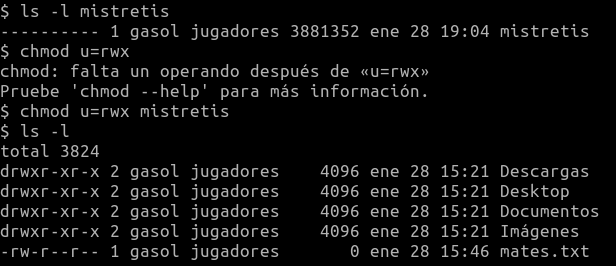 $ ls -l mistretis
---------- 1 gasol jugadores 3881352 ene 28 19:04 mistretis
$ chmod u=rwx
chmod: falta un operando después de «u=rwx»
Pruebe 'chmod --help' para más información.
$ chmod u=rwx mistretis
$ ls -l
total 3824
drwxr-xr-x 2 gasol jugadores    4096 ene 28 15:21 Descargas
drwxr-xr-x 2 gasol jugadores    4096 ene 28 15:21 Desktop
drwxr-xr-x 2 gasol jugadores    4096 ene 28 15:21 Documentos
drwxr-xr-x 2 gasol jugadores    4096 ene 28 15:21 Imágenes
-rw-r--r-- 1 gasol jugadores       0 ene 28 15:46 mates.txt